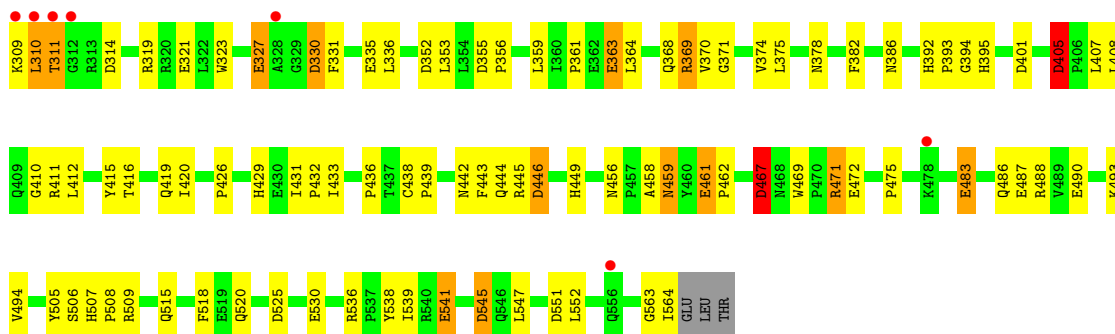 K309 L310 T311 G312 R313 D314 R319 R320 E321 L322 W323 E327 A328 G329 D330 F331 E335 L336 D352 L353 L354 D355 P356 L359 I360 P361 E362 E363 L364 Q368 R369 V370 G371 V374 L375 N378 F382 N386 H392 P393 G394 H395 D401 D405 P406 L407
Q409 G410 R411 L412 Y415 T416 Q419 I420 P426 H429 E430 I431 P432 I433 P436 T437 C438 P439 N442 F443 Q444 R445 D446 H449 N456 P457 A458 N459 Y460 E461 P462 D467 N468 W469 P470 R471 E472 P475 K478 E483 Q486 E487 R488 V489 E490
V494 Y505 S506 H507 P508 R509 Q515 F518 E519 Q520 D525 E530 R536 P537 Y538 I539 R540 E541 D545 Q546 L547 D551 L552 Q556 G563 I564 GLU LEU THR